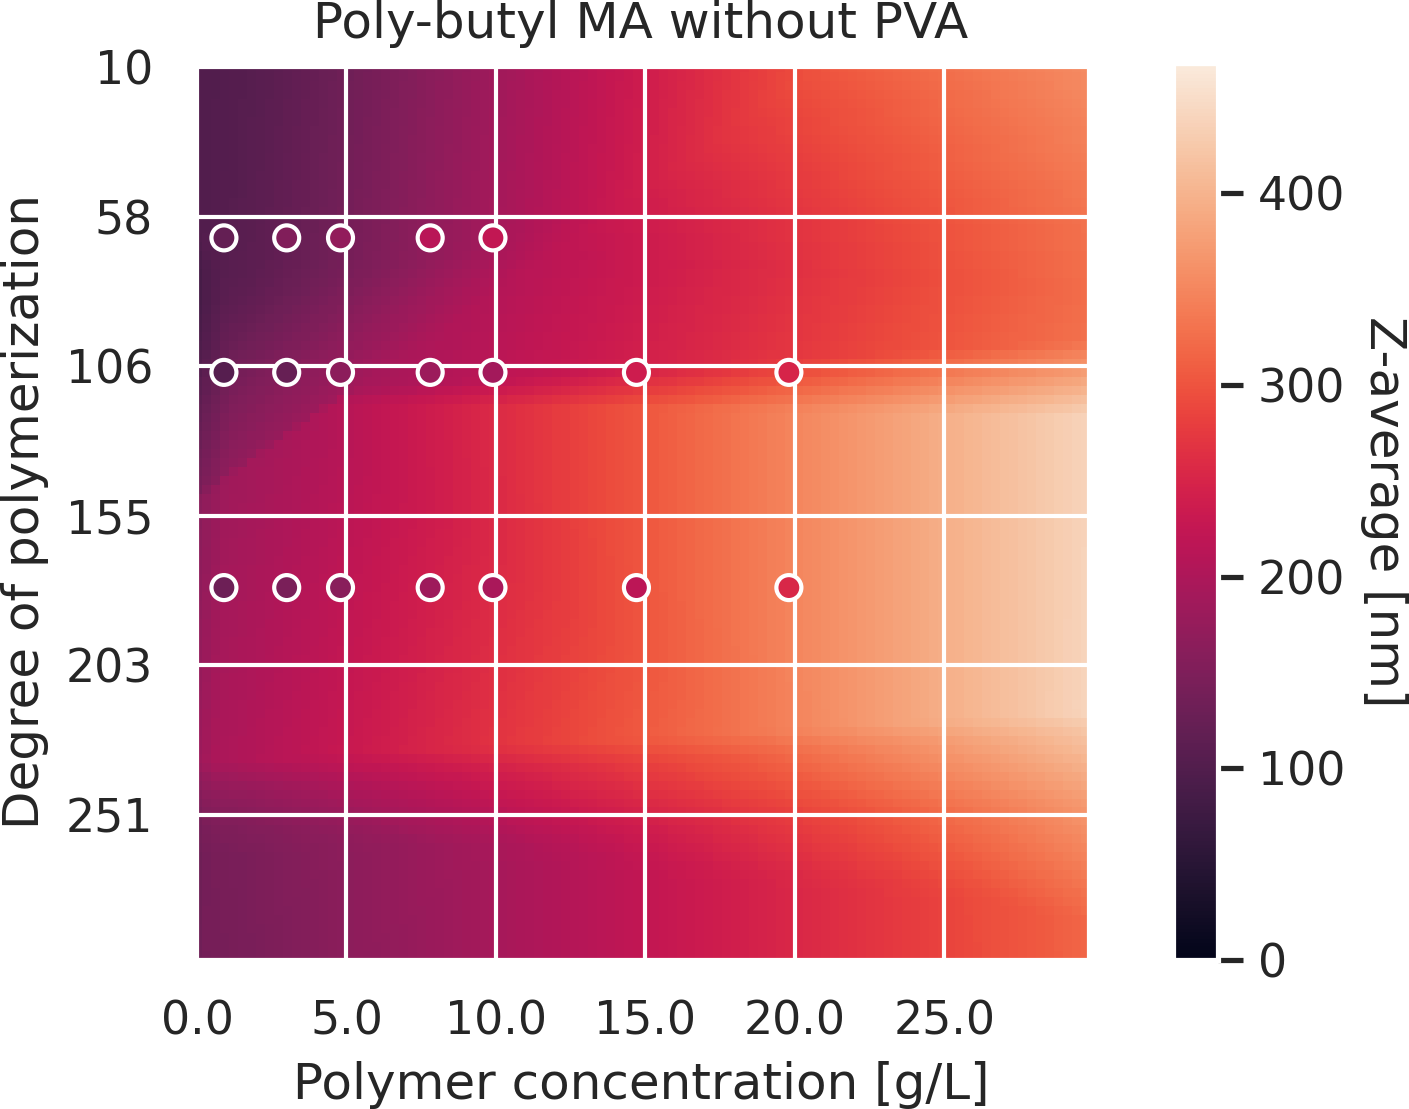 Poly-butyl MA without PVA
Degree of polymerization
10
58
106
155
203
251
0.0 5.0 10.0 15.0 20.0 25.0
Polymer concentration [g/L]
400
300
200
100
0
Z-average [nm]